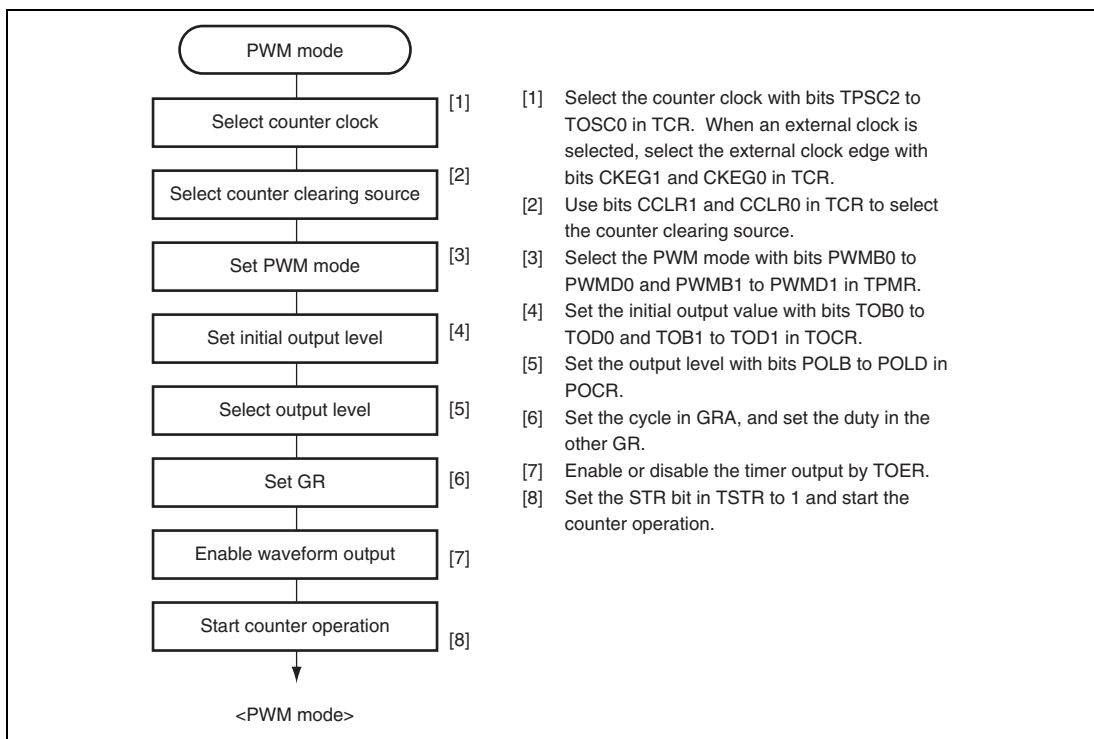 PWM mode
Select counter clock
[1]
Select counter clearing source
[2]
Set PWM mode
[3]
Set initial output level
[4]
Select output level
[5]
Set GR
[6]
Enable waveform output
[7]
Start counter operation
[8]
<PWM mode>
[1] Select the counter clock with bits TPSC2 to
TOSC0 in TCR. When an external clock is
selected, select the external clock edge with
bits CKEG1 and CKEG0 in TCR.
[2] Use bits CCLR1 and CCLR0 in TCR to select
the counter clearing source.
[3] Select the PWM mode with bits PWMB0 to
PWMD0 and PWMB1 to PWMD1 in TPMR.
[4] Set the initial output value with bits TOB0 to
TOD0 and TOB1 to TOD1 in TOCR.
[5] Set the output level with bits POLB to POLD in
POCR.
[6] Set the cycle in GRA, and set the duty in the
other GR.
[7] Enable or disable the timer output by TOER.
[8] Set the STR bit in TSTR to 1 and start the
counter operation.